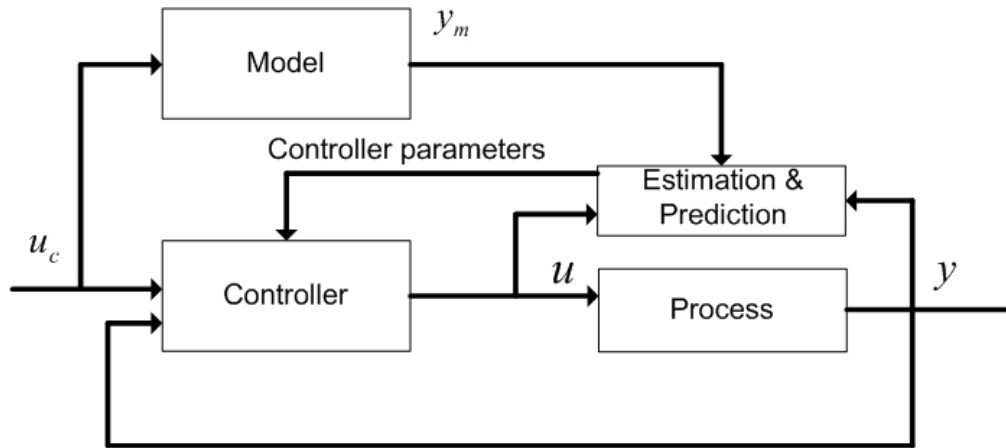 y_m
Model
Controller parameters
Estimation &
Prediction
u_c
Controller
u
Process
y